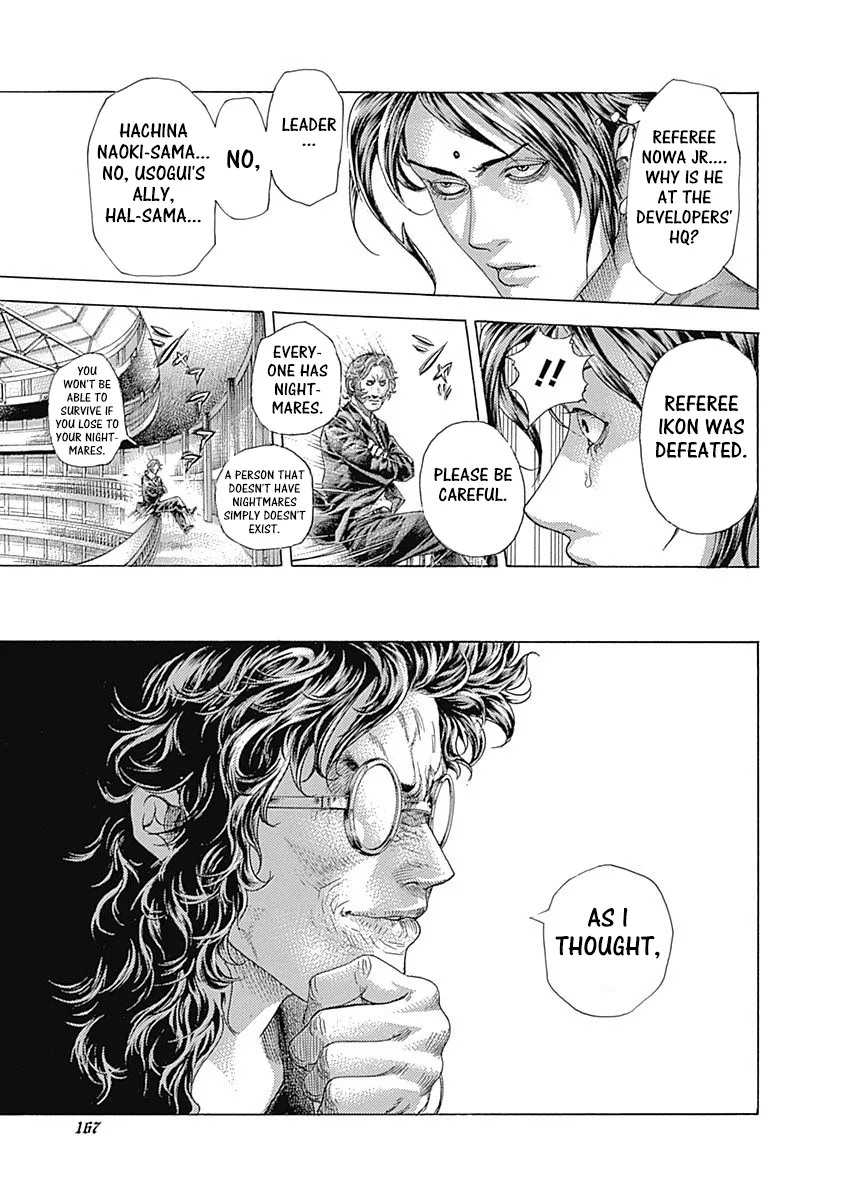 REFEREE
NOWA JR....
WHY IS HE
AT THE
DEVELOPERS'
HQ?
LEADER
...
NO,
HACHINA
NAOKI-SAMA...
NO, USOGUI'S
ALLY,
HAL-SAMA...
!!
REFEREE
IKON WAS
DEFEATED.
PLEASE BE
CAREFUL.
EVERY-
ONE HAS
NIGHT-
MARES.
A PERSON THAT
DOESN'T HAVE
NIGHTMARES
SIMPLY DOESN'T
EXIST.
YOU
WON'T BE
ABLE TO
SURVIVE IF
YOU LOSE TO
YOUR NIGHT-
MARES.
AS I
THOUGHT,
167